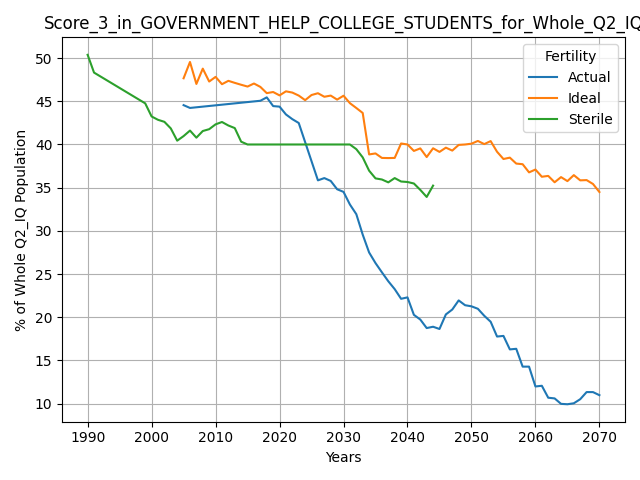 Score_3_in_GOVERNMENT_HELP_COLLEGE_STUDENTS_for_Whole_Q2_IQ
Fertility
Actual
Ideal
Sterile
% of Whole Q2_IQ Population
50
45
40
35
30
25
20
15
10
1990 2000 2010 2020 2030 2040 2050 2060 2070
Years